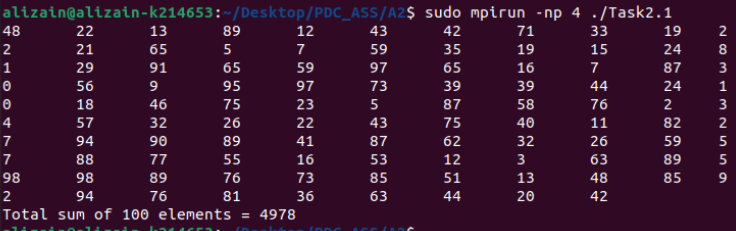 alizain@alizain-k214653:~/Desktop/PDC_ASS/A2$ sudo mpirun -np 4 ./Task2.1
48 22 13 89 12 43 42 71 33 19 2
2 21 65 5 7 59 35 19 15 24 8
1 29 91 65 59 97 65 16 7 87 3
0 56 9 95 97 73 39 39 44 24 1
0 18 46 75 23 5 87 58 76 2 3
4 57 32 26 22 43 75 40 11 82 2
7 94 90 89 41 87 62 32 26 59 5
7 88 77 55 16 53 12 3 63 89 5
98 98 89 76 73 85 51 13 48 85 9
2 94 76 81 36 63 44 20 42
Total sum of 100 elements = 4978
alizain@alizain-k214653:~/Desktop/PDC_ASS/A2$